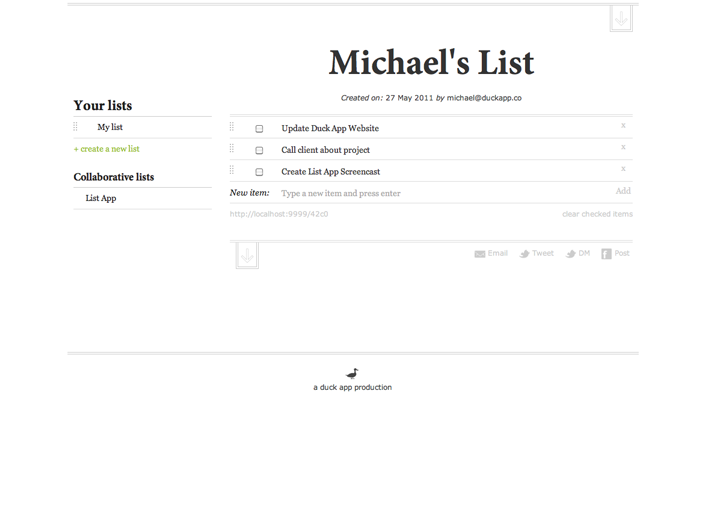 Michael's List
Created on: 27 May 2011 by michael@duckapp.co
Your lists
My list
+ create a new list
Collaborative lists
List App
Update Duck App Website x
Call client about project x
Create List App Screencast x
New item: Type a new item and press enter Add
http://localhost:9999/42c0 clear checked items
Email Tweet DM Post
a duck app production